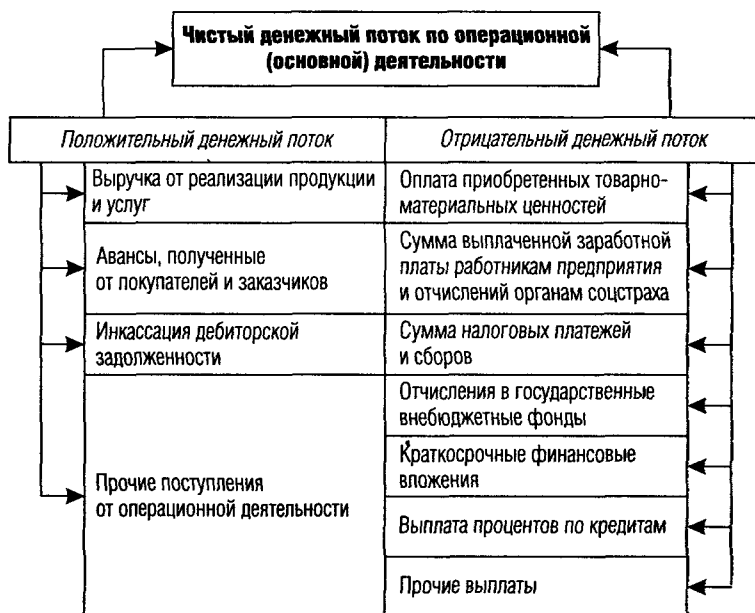 Чистый денежный поток по операционной
(основной) деятельности
Положительный денежный поток
Отрицательный денежный поток
Выручка от реализации продукции
и услуг
Оплата приобретенных товарно-
материальных ценностей
Авансы, полученные
от покупателей и заказчиков
Сумма выплаченной заработной
платы работникам предприятия
и отчислений органам соцстраха
Инкассация дебиторской
задолженности
Сумма налоговых платежей
и сборов
Прочие поступления
от операционной деятельности
Отчисления в государственные
внебюджетные фонды
Краткосрочные финансовые
вложения
Выплата процентов по кредитам
Прочие выплаты